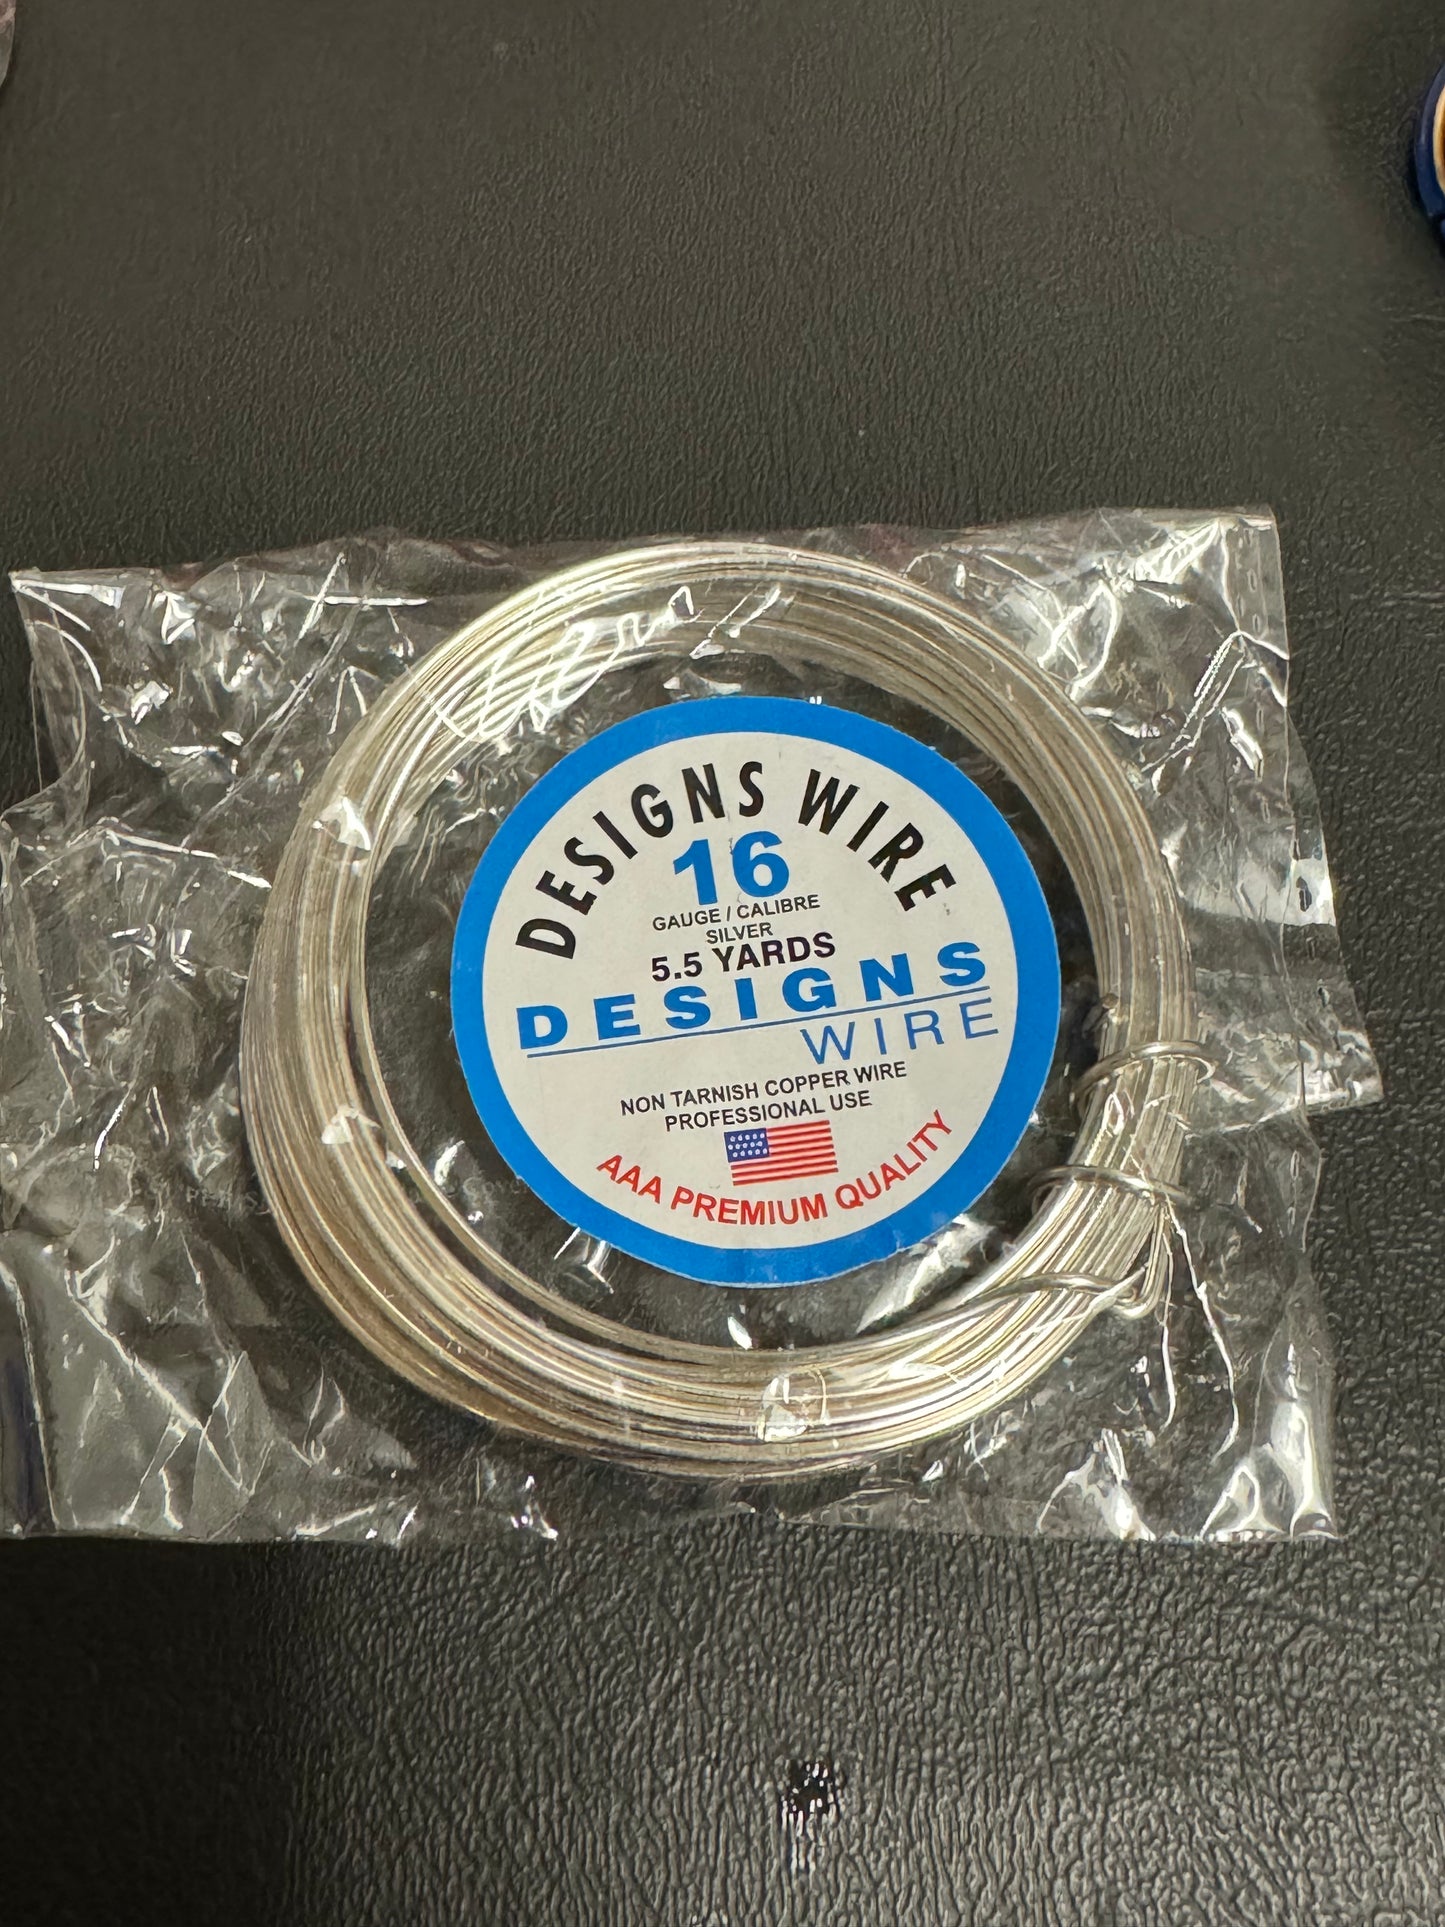 DESIGNS WIRE
16
GAUGE / CALIBRE
SILVER
5.5 YARDS
DESIGNS
WIRE
NON TARNISH COPPER WIRE
PROFESSIONAL USE
AAA PREMIUM QUALITY